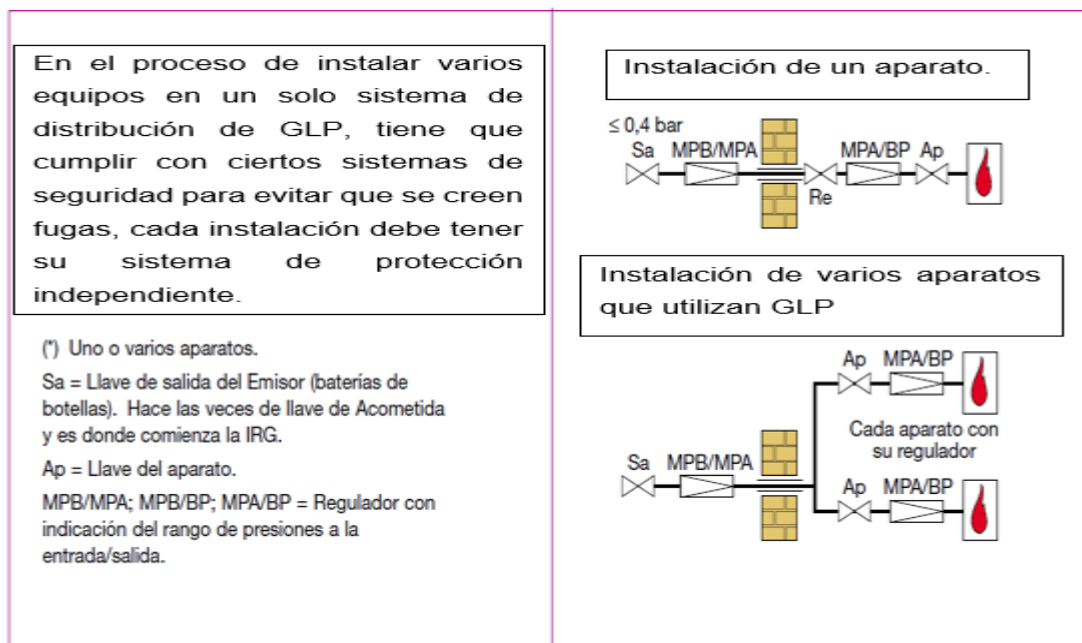 En el proceso de instalar varios
equipos en un solo sistema de
distribución de GLP, tiene que
cumplir con ciertos sistemas de
seguridad para evitar que se creen
fugas, cada instalación debe tener
su sistema de protección
independiente.
(*) Uno o varios aparatos.
Sa = Llave de salida del Emisor (baterías de
botellas). Hace las veces de llave de Acometida
y es donde comienza la IRG.
Ap = Llave del aparato.
MPB/MPA; MPB/BP; MPA/BP = Regulador con
indicación del rango de presiones a la
entrada/salida.
Instalación de un aparato.
≤ 0,4 bar
Sa MPB/MPA MPA/BP Ap
Re
Instalación de varios aparatos
que utilizan GLP
Ap MPA/BP
Cada aparato con
su regulador
Sa MPB/MPA Ap MPA/BP